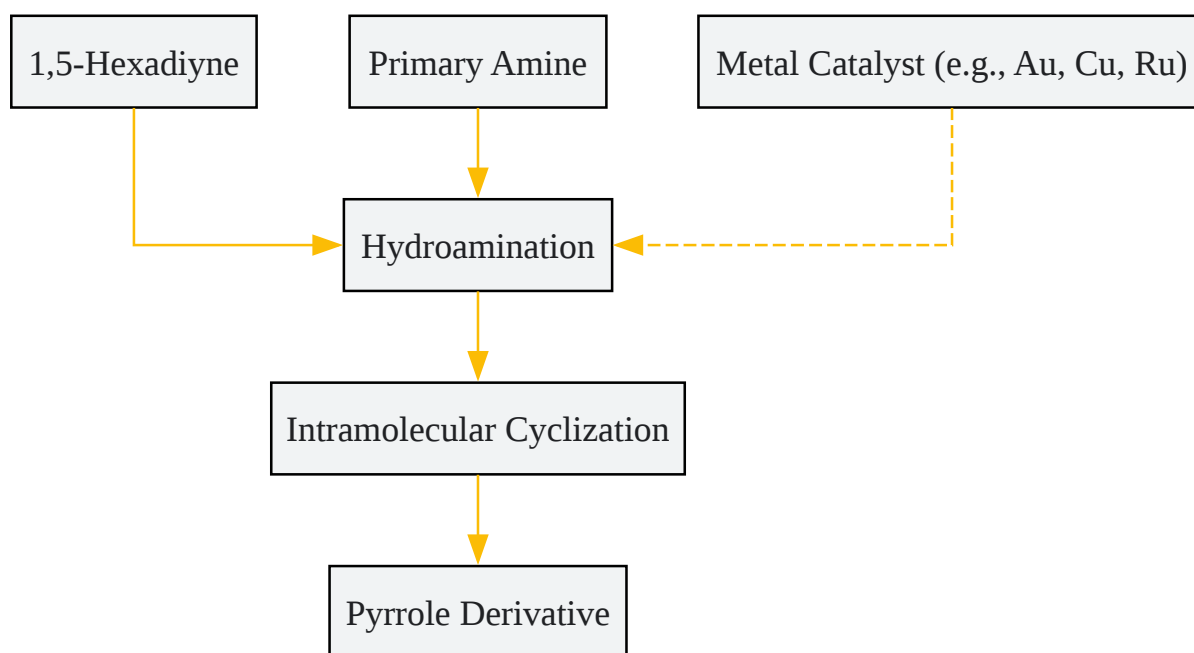 1,5-Hexadiyne
Primary Amine
Metal Catalyst (e.g., Au, Cu, Ru)
Hydroamination
Intramolecular Cyclization
Pyrrole Derivative